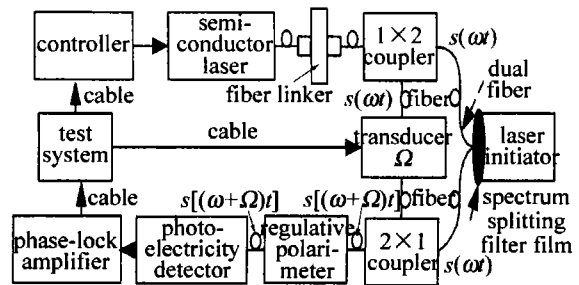 controller
semi-
conductor
laser
fiber linker
1×2
coupler
s(ωt)
dual
fiber
cable
s(ωt)
fiber
test
system
cable
transducer
Ω
laser
initiator
cable
s[(ω+Ω)t]
s[(ω+Ω)t]
fiber
spectrum
splitting
filter film
phase-lock
amplifier
photo-
electricity
detector
regulative
polari-
meter
2×1
coupler
s(ωt)